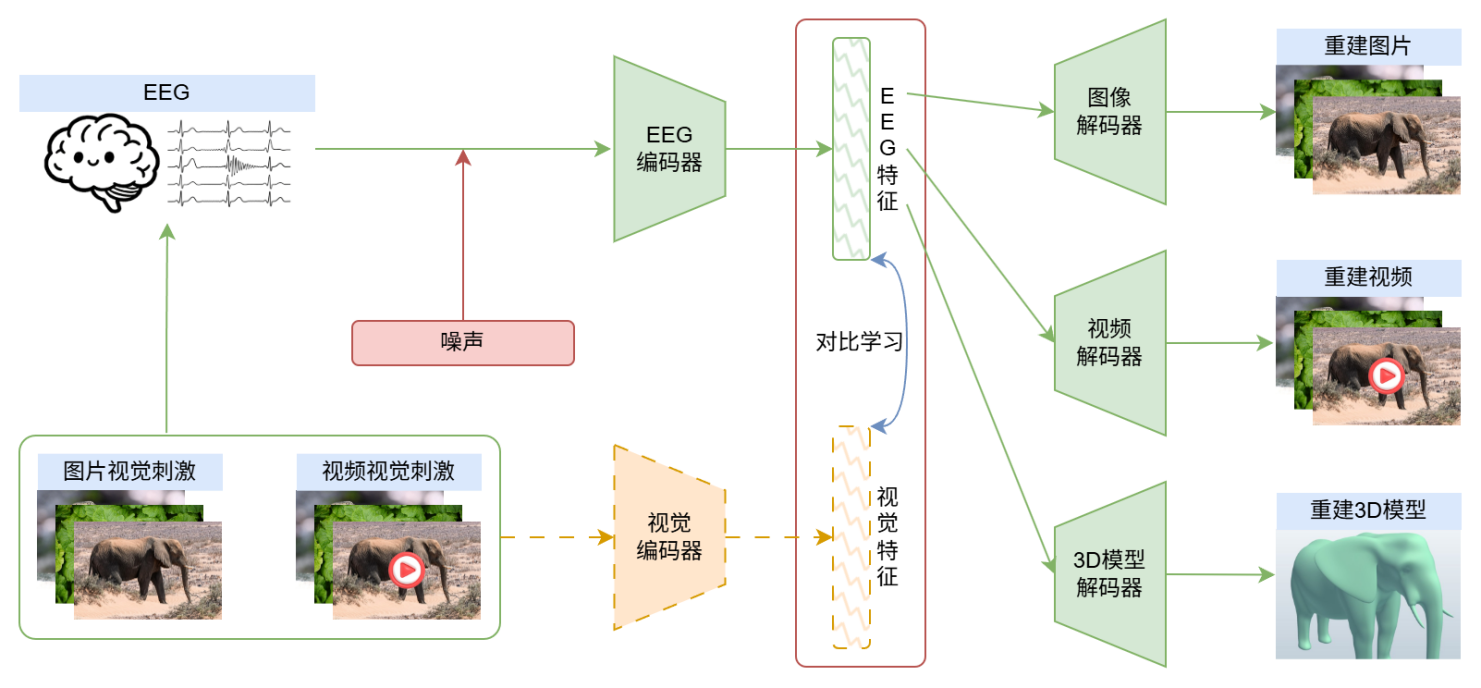 EEG
噪声
图片视觉刺激
视频视觉刺激
EEG
编码器
视觉
编码器
EEG特征
对比学习
视觉特征
图像
解码器
视频
解码器
3D模型
解码器
重建图片
重建视频
重建3D模型